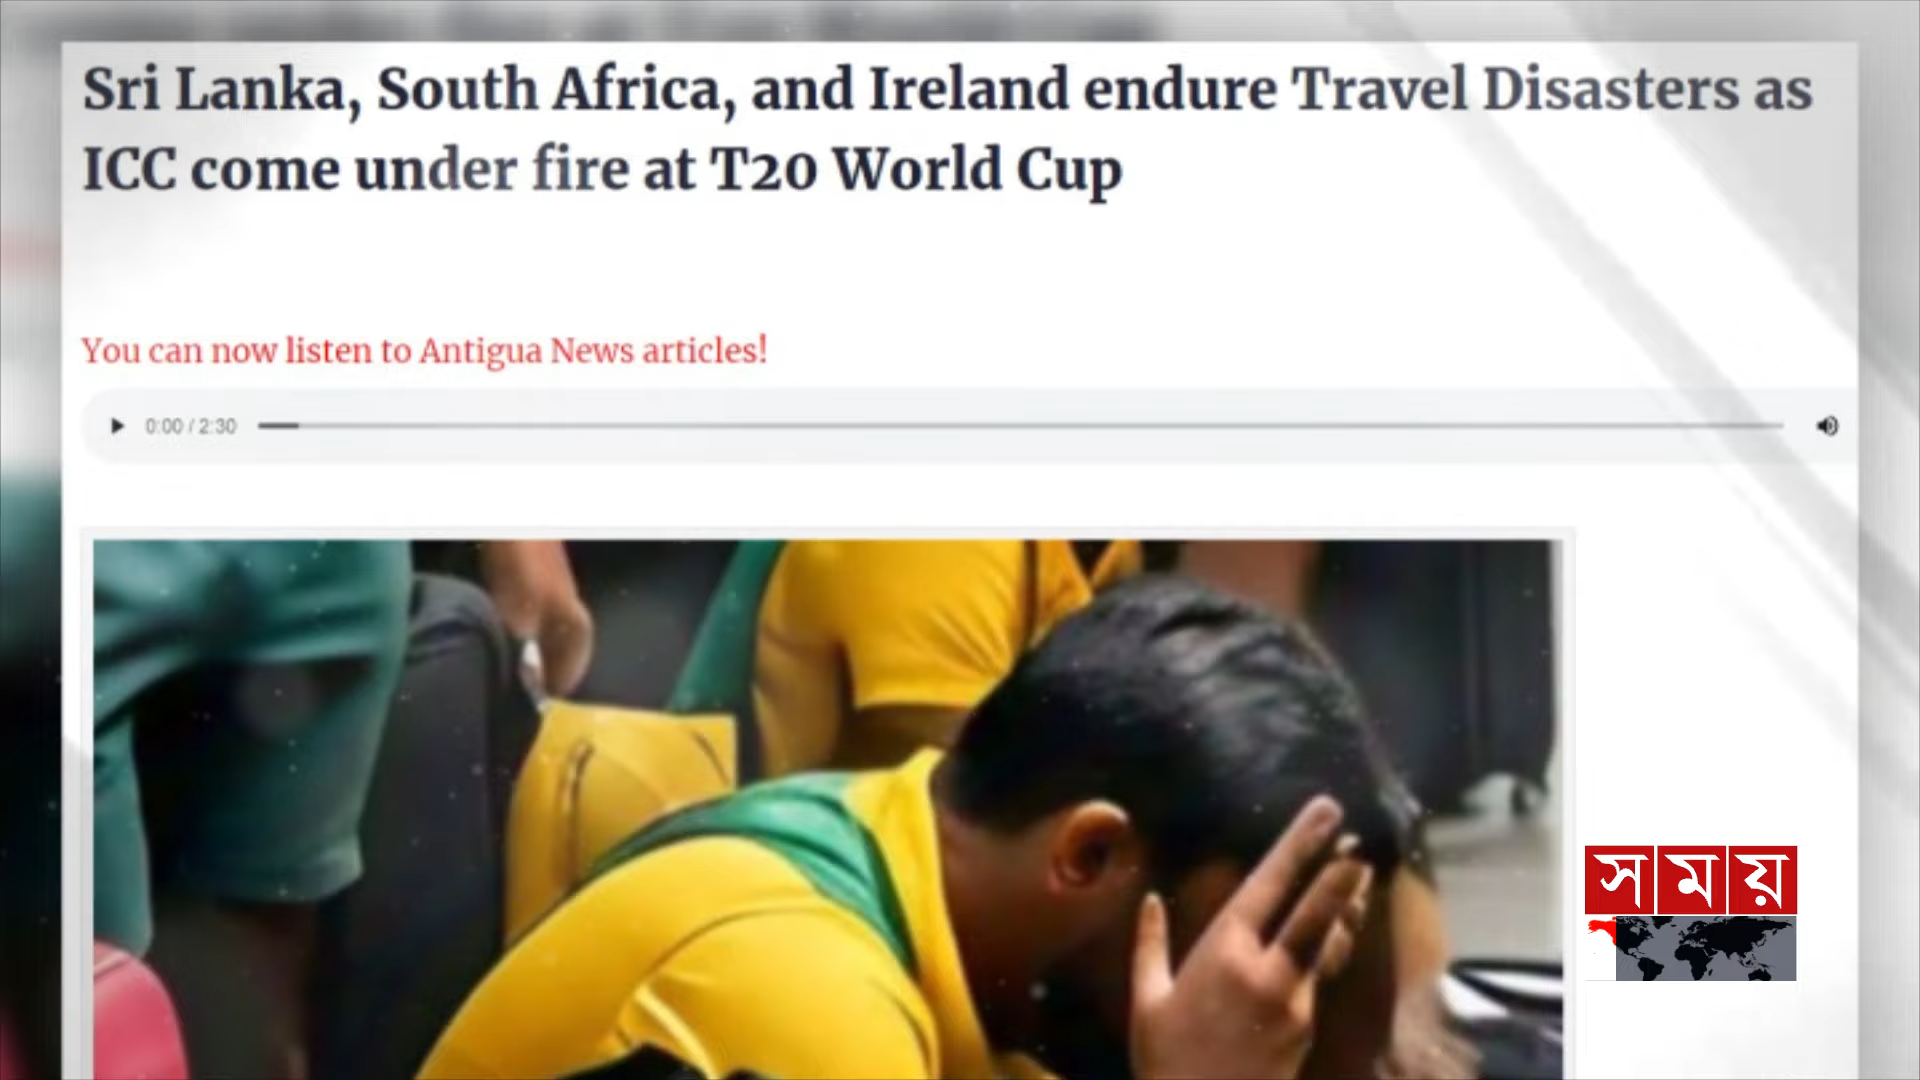 Sri Lanka, South Africa, and Ireland endure Travel Disasters as
ICC come under fire at T20 World Cup
You can now listen to Antigua News articles!
0:00 / 2:30
সময়